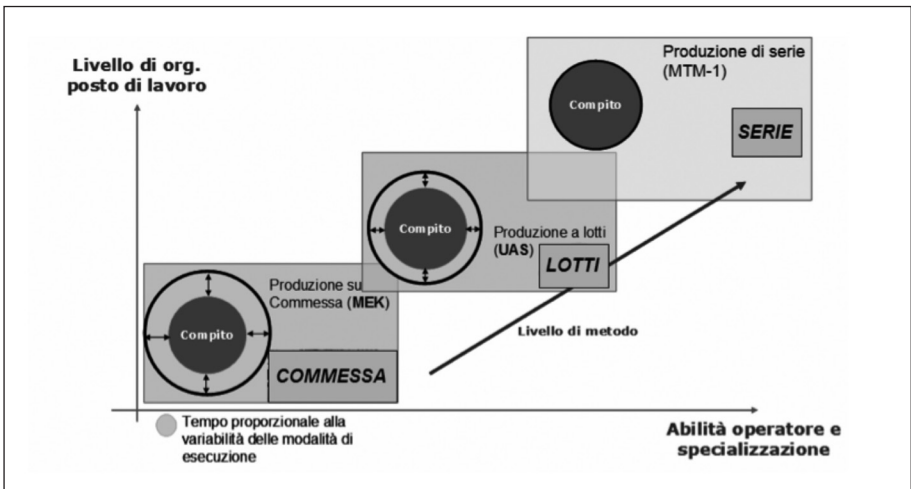 Livello di org.
posto di lavoro
Produzione di serie
(MTM-1)
Compito
SERIE
Compito
Produzione a lotti
(UAS)
LOTTI
Produzione su
Commessa (MEK)
Compito
Livello di metodo
COMMESSA
Tempo proporzionale alla
variabilità delle modalità di
esecuzione
Abilità operatore e
specializzazione